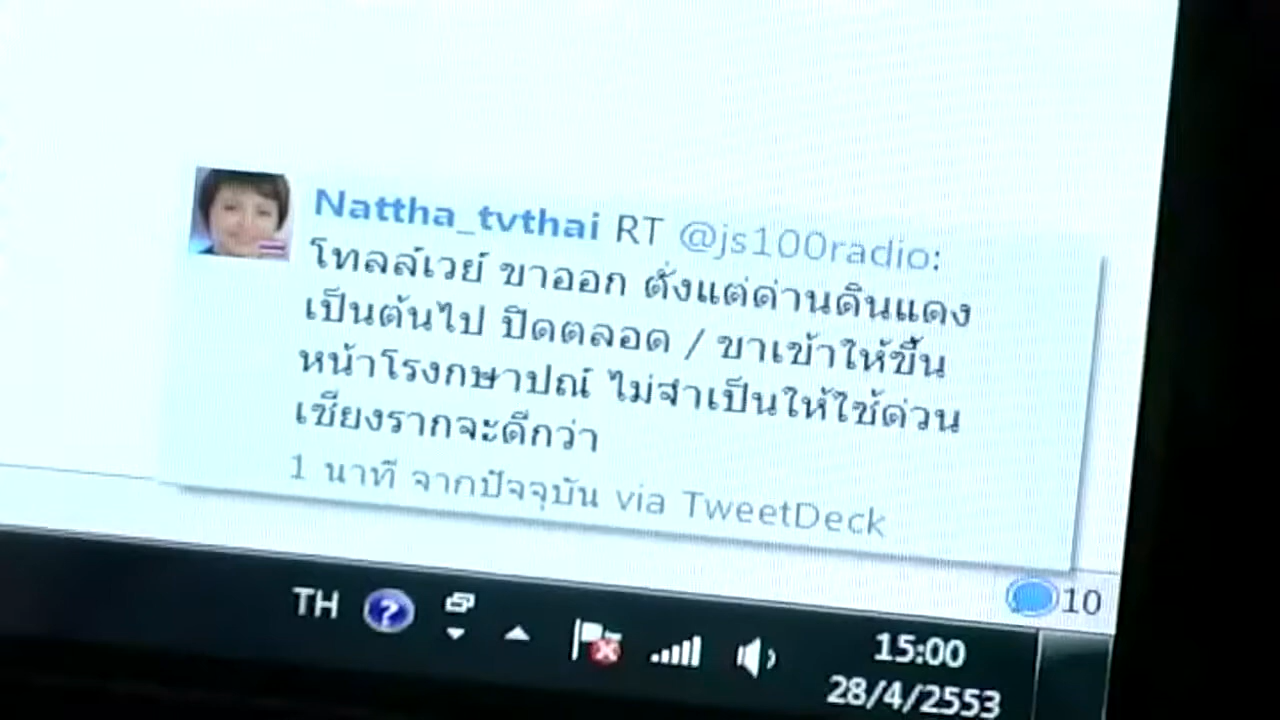 Nattha_tvthai RT @js100radio:
โทลล์เวย์ ขาออก ตั่งแต่ด่านดินแดง
เป็นต้นไป ปิดตลอด / ขาเข้าให้ขึ้น
หน้าโรงกษาปณ์ ไม่จำเป็นให้ใช้ด่วน
เชียงรากจะดีกว่า
1 นาที จากปัจจุบัน via TweetDeck
10
TH
15:00
28/4/2553